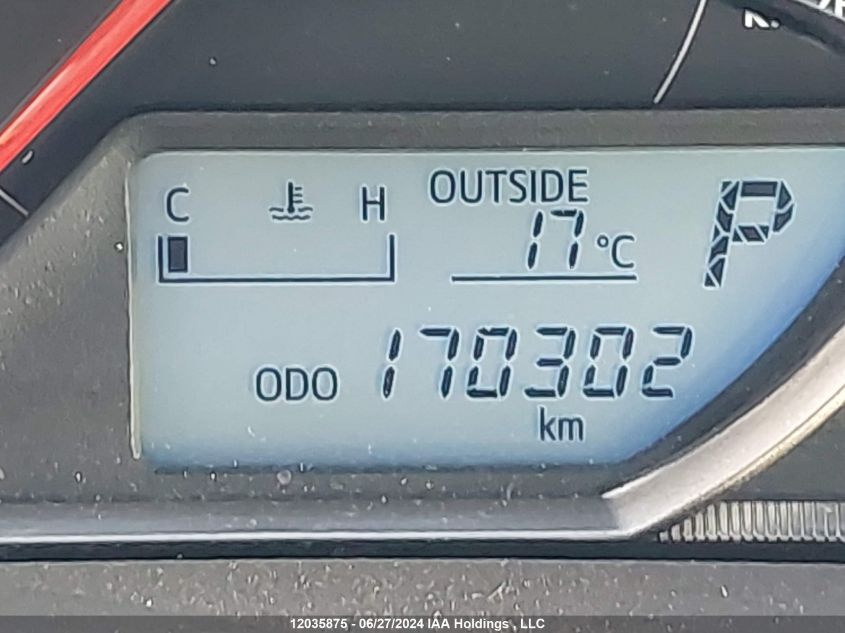 C H
OUTSIDE
17 °C
P
ODO 170302
km
12035875 - 06/27/2024 IAA Holdings, LLC